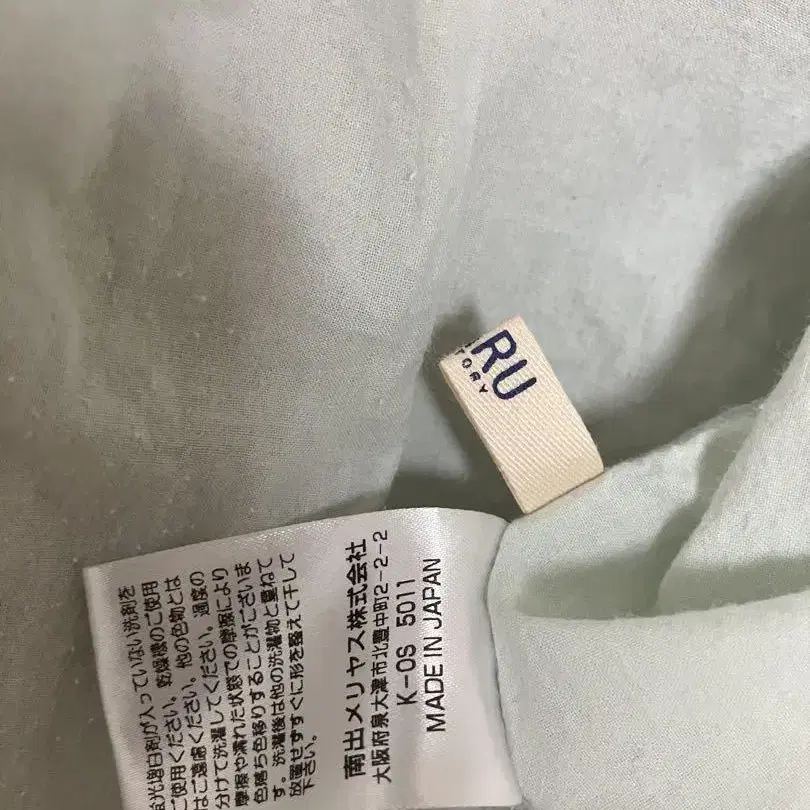 RU
TORY
蛍光増白剤が入っていない洗剤を
ご使用ください。乾燥機のご使用
はご遠慮ください。他の色物とは
分けて洗濯してください。過度の
摩擦や濡れた状態での摩擦により
色落ち色移りすることがございま
す。洗濯後は他の洗濯物と重ねて
放置せずすぐに形を整えて干して
下さい。
南出メリヤス株式会社
大阪府泉大津市北豊中町2-2-2
K-OS 5011
MADE IN JAPAN